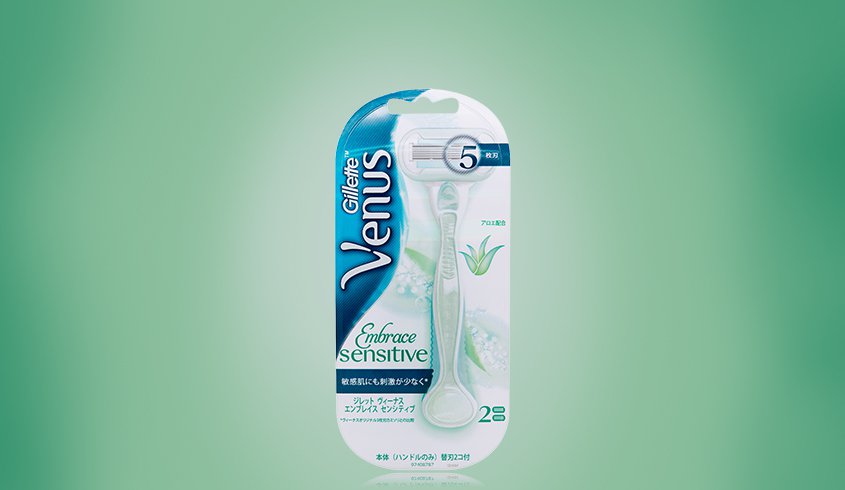 Gillette™
Venus
5 枚刃
アロエ配合
Embrace
sensitive
敏感肌にも刺激が少なく*
ジレット ヴィーナス
エンブレイス センシティブ
2
本体（ハンドルのみ）替刃2コ付
97408787